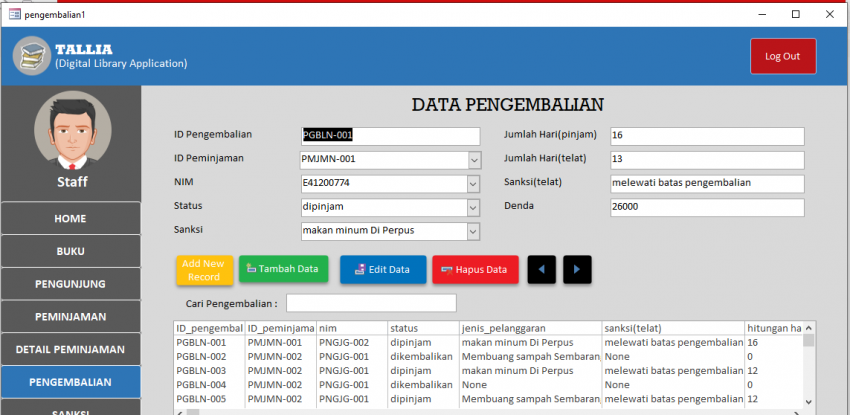 pengembalian1
TALLIA
(Digital Library Application)
Log Out
Staff
HOME
BUKU
PENGUNJUNG
PEMINJAMAN
DETAIL PEMINJAMAN
PENGEMBALIAN
SANKSI
DATA PENGEMBALIAN
ID Pengembalian PGBLN-001 Jumlah Hari(pinjam) 16
ID Peminjaman PMJMN-001 Jumlah Hari(telat) 13
NIM E41200774 Sanksi(telat) melewati batas pengembalian
Status dipinjam Denda 26000
Sanksi makan minum Di Perpus
Add New
Record
Tambah Data Edit Data Hapus Data
Cari Pengembalian :
ID_pengembal ID_peminjama nim status jenis_pelanggaran sanksi(telat) hitungan ha
PGBLN-001 PMJMN-001 PNGJG-002 dipinjam makan minum Di Perpus melewati batas pengembalian 16
PGBLN-002 PMJMN-002 PNGJG-001 dikembalikan Membuang sampah Sembaran None 0
PGBLN-003 PMJMN-002 PNGJG-001 dipinjam makan minum Di Perpus melewati batas pengembalian 12
PGBLN-004 PMJMN-002 PNGJG-001 dikembalikan None None 0
PGBLN-005 PMJMN-002 PNGJG-001 dipinjam Membuang sampah Sembaran melewati batas pengembalian 12